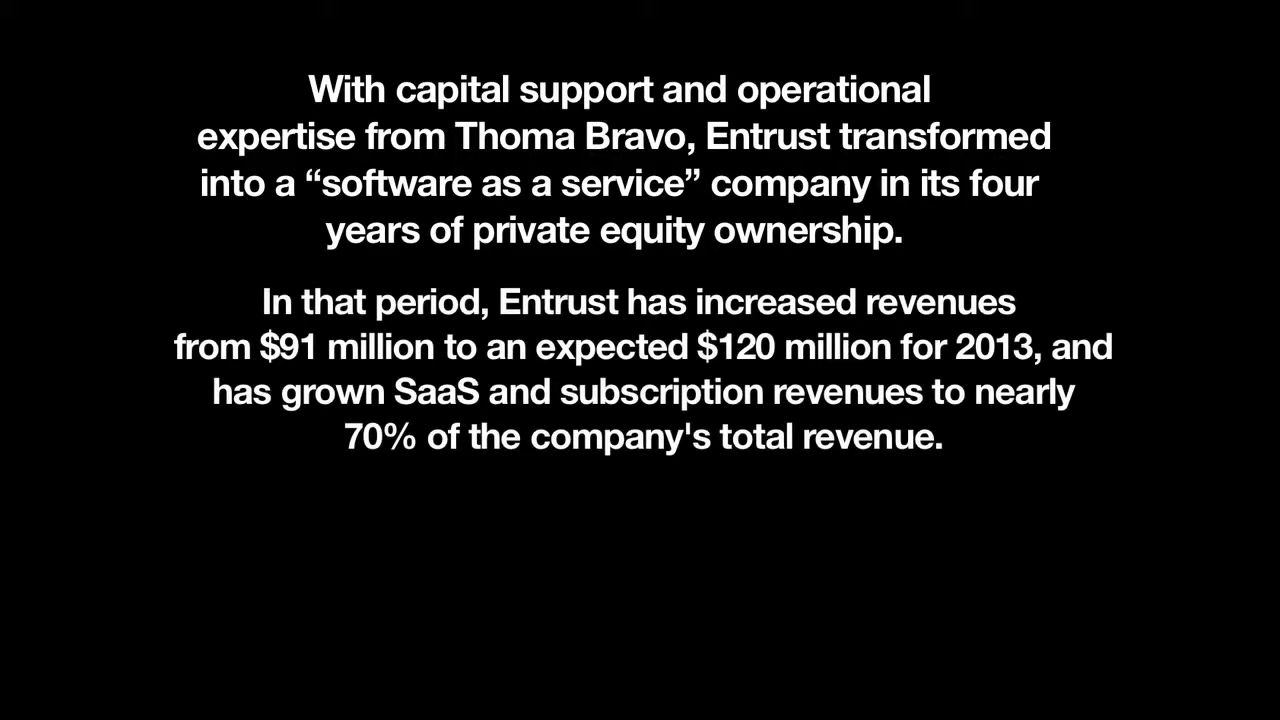 With capital support and operational
expertise from Thoma Bravo, Entrust transformed
into a “software as a service” company in its four
years of private equity ownership.
In that period, Entrust has increased revenues
from $91 million to an expected $120 million for 2013, and
has grown SaaS and subscription revenues to nearly
70% of the company's total revenue.